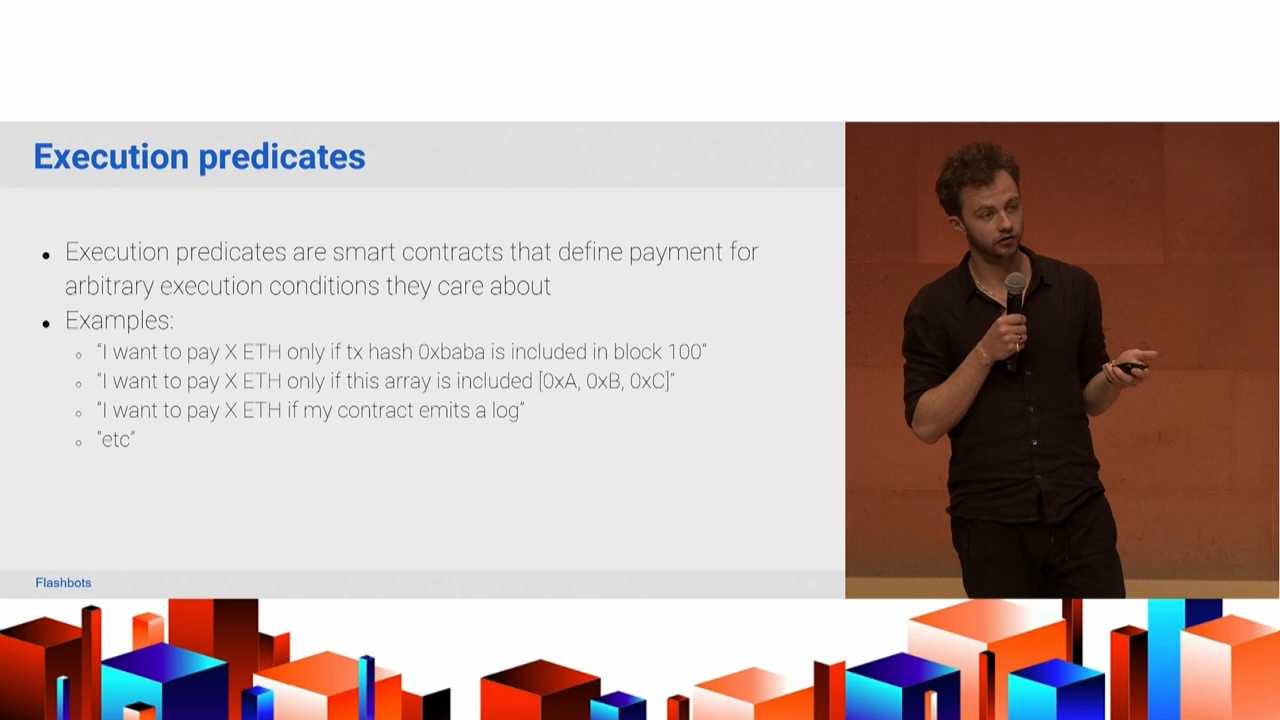 Execution predicates
● Execution predicates are smart contracts that define payment for
arbitrary execution conditions they care about
● Examples:
○ “I want to pay X ETH only if tx hash 0xbaba is included in block 100”
○ “I want to pay X ETH only if this array is included [0xA, 0xB, 0xC]”
○ “I want to pay X ETH if my contract emits a log”
○ “etc”
Flashbots